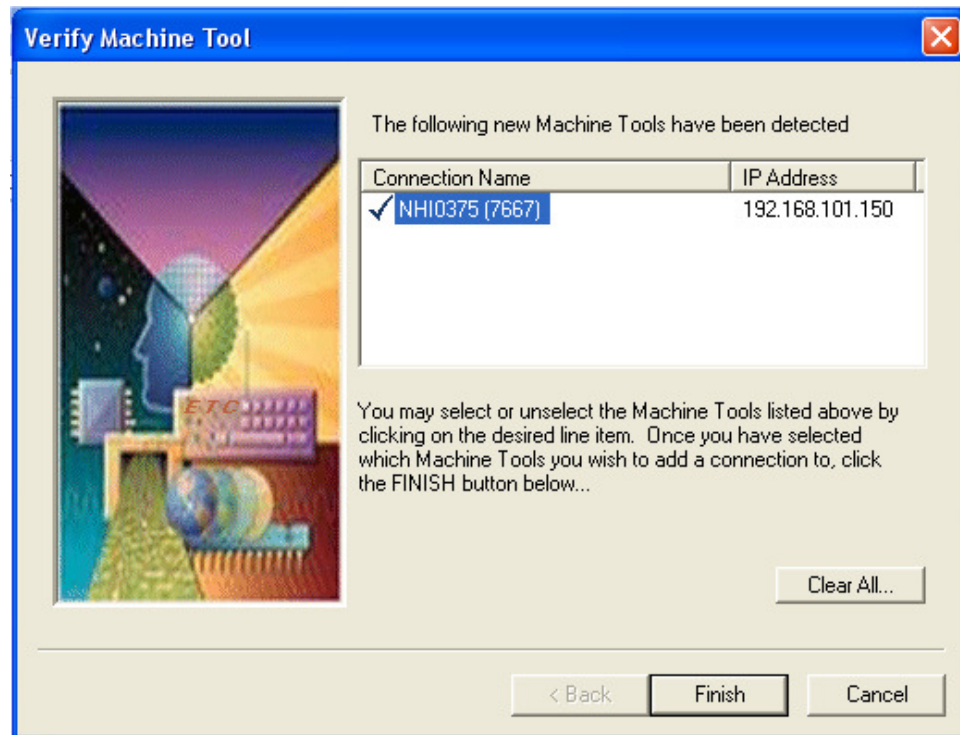 Verify Machine Tool
The following new Machine Tools have been detected
Connection Name IP Address
NHI0375 (7667) 192.168.101.150
ETC
You may select or unselect the Machine Tools listed above by
clicking on the desired line item. Once you have selected
which Machine Tools you wish to add a connection to, click
the FINISH button below...
Clear All...
< Back Finish Cancel